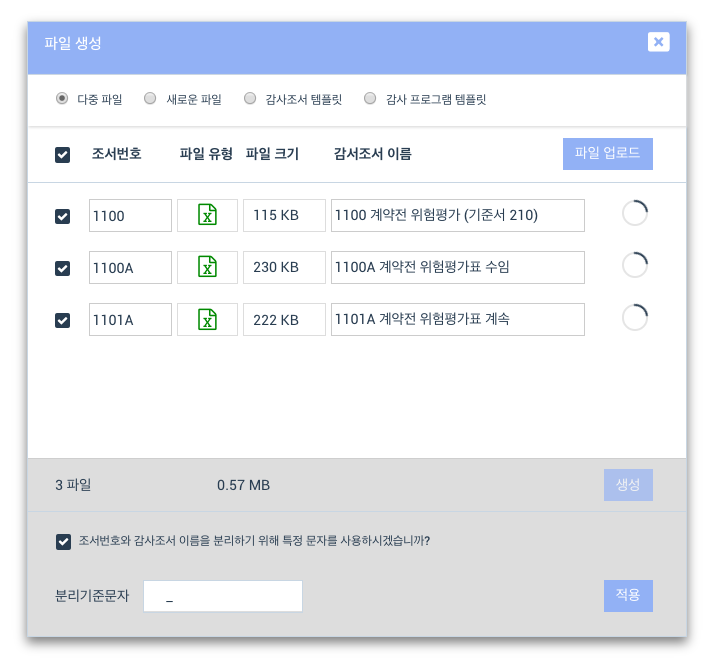 파일 생성
다중 파일 새로운 파일 감사조서 템플릿 감사 프로그램 템플릿
조서번호 파일 유형 파일 크기 감서조서 이름 파일 업로드
1100 X 115 KB 1100 계약전 위험평가 (기준서 210)
1100A X 230 KB 1100A 계약전 위험평가표 수임
1101A X 222 KB 1101A 계약전 위험평가표 계속
3 파일 0.57 MB 생성
조서번호와 감사조서 이름을 분리하기 위해 특정 문자를 사용하시겠습니까?
분리기준문자 _ 적용